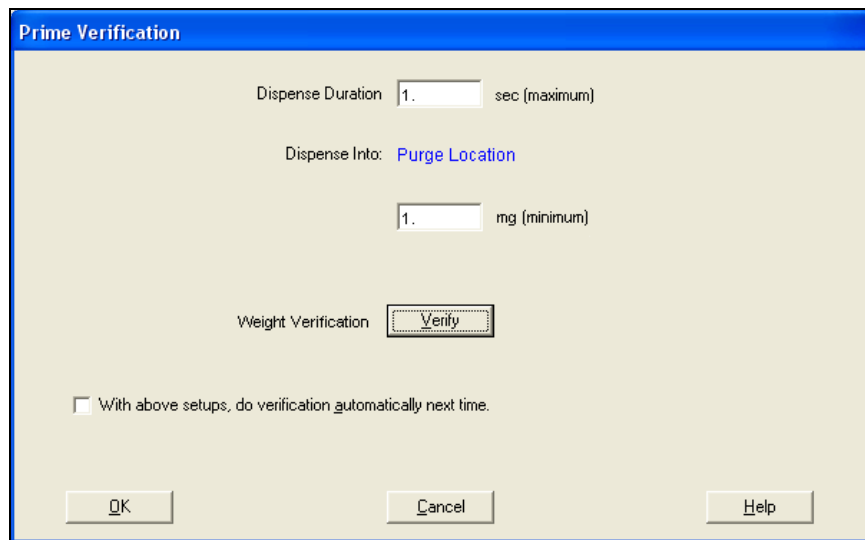 Prime Verification
Dispense Duration 1. sec (maximum)
Dispense Into: Purge Location
1. mg (minimum)
Weight Verification Verify
With above setups, do verification automatically next time.
OK Cancel Help